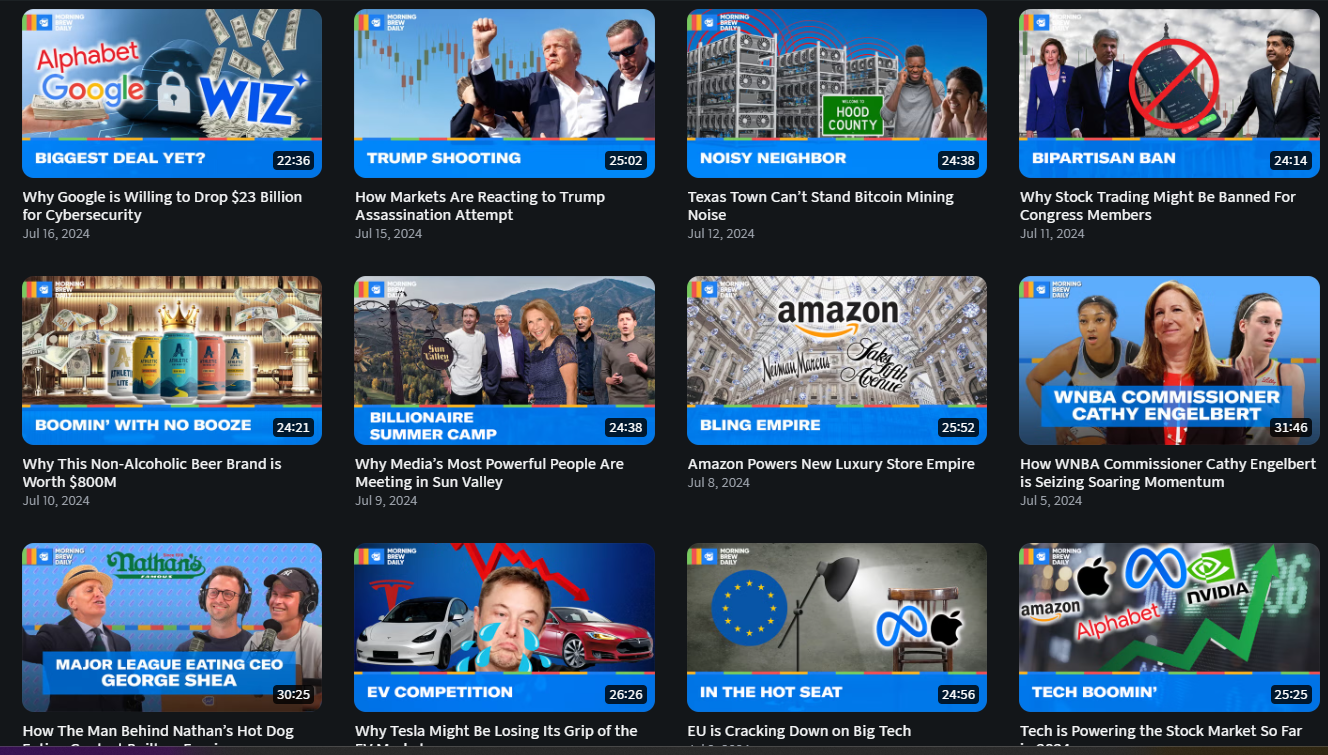 MORNING
BREW
DAILY
Alphabet
Google
WIZ
BIGGEST DEAL YET?
22:36
Why Google is Willing to Drop $23 Billion
for Cybersecurity
Jul 16, 2024
MORNING
BREW
DAILY
TRUMP SHOOTING
25:02
How Markets Are Reacting to Trump
Assassination Attempt
Jul 15, 2024
MORNING
BREW
DAILY
WELCOME TO
HOOD
COUNTY
NOISY NEIGHBOR
24:38
Texas Town Can’t Stand Bitcoin Mining
Noise
Jul 12, 2024
MORNING
BREW
DAILY
BIPARTISAN BAN
24:14
Why Stock Trading Might Be Banned For
Congress Members
Jul 11, 2024
MORNING
BREW
DAILY
ATHLETIC
LITE
BOOMIN’ WITH NO BOOZE
24:21
Why This Non-Alcoholic Beer Brand is
Worth $800M
Jul 10, 2024
MORNING
BREW
DAILY
Sun
Valley
BILLIONAIRE
SUMMER CAMP
24:38
Why Media’s Most Powerful People Are
Meeting in Sun Valley
Jul 9, 2024
MORNING
BREW
DAILY
amazon
Neiman Marcus
Saks
Fifth
Avenue
BLING EMPIRE
25:52
Amazon Powers New Luxury Store Empire
Jul 8, 2024
MORNING
BREW
DAILY
WNBA COMMISSIONER
CATHY ENGELBERT
31:46
How WNBA Commissioner Cathy Engelbert
is Seizing Soaring Momentum
Jul 5, 2024
MORNING
BREW
DAILY
Nathan's
FAMOUS
MAJOR LEAGUE EATING CEO
GEORGE SHEA
30:25
How The Man Behind Nathan’s Hot Dog
MORNING
BREW
DAILY
EV COMPETITION
26:26
Why Tesla Might Be Losing Its Grip of the
MORNING
BREW
DAILY
IN THE HOT SEAT
24:56
EU is Cracking Down on Big Tech
MORNING
BREW
DAILY
amazon
Alphabet
NVIDIA
TECH BOOMIN’
25:25
Tech is Powering the Stock Market So Far